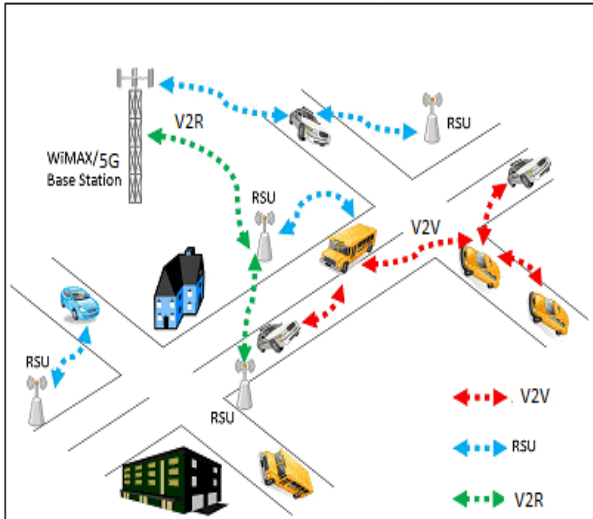 V2R
RSU
WiMAX/5G
Base Station
RSU
V2V
RSU
RSU
V2V
RSU
V2R